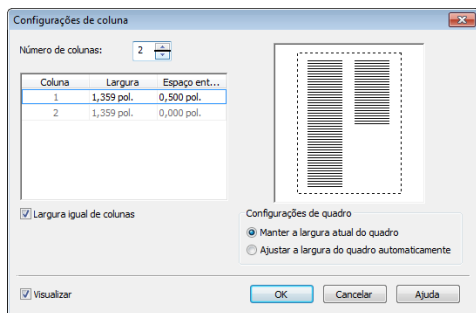 Configurações de coluna
Número de colunas: 2
Coluna Largura Espaço ent...
1 1,359 pol. 0,500 pol.
2 1,359 pol. 0,000 pol.
Largura igual de colunas
Configurações de quadro
Manter a largura atual do quadro
Ajustar a largura do quadro automaticamente
Visualizar
OK Cancelar Ajuda